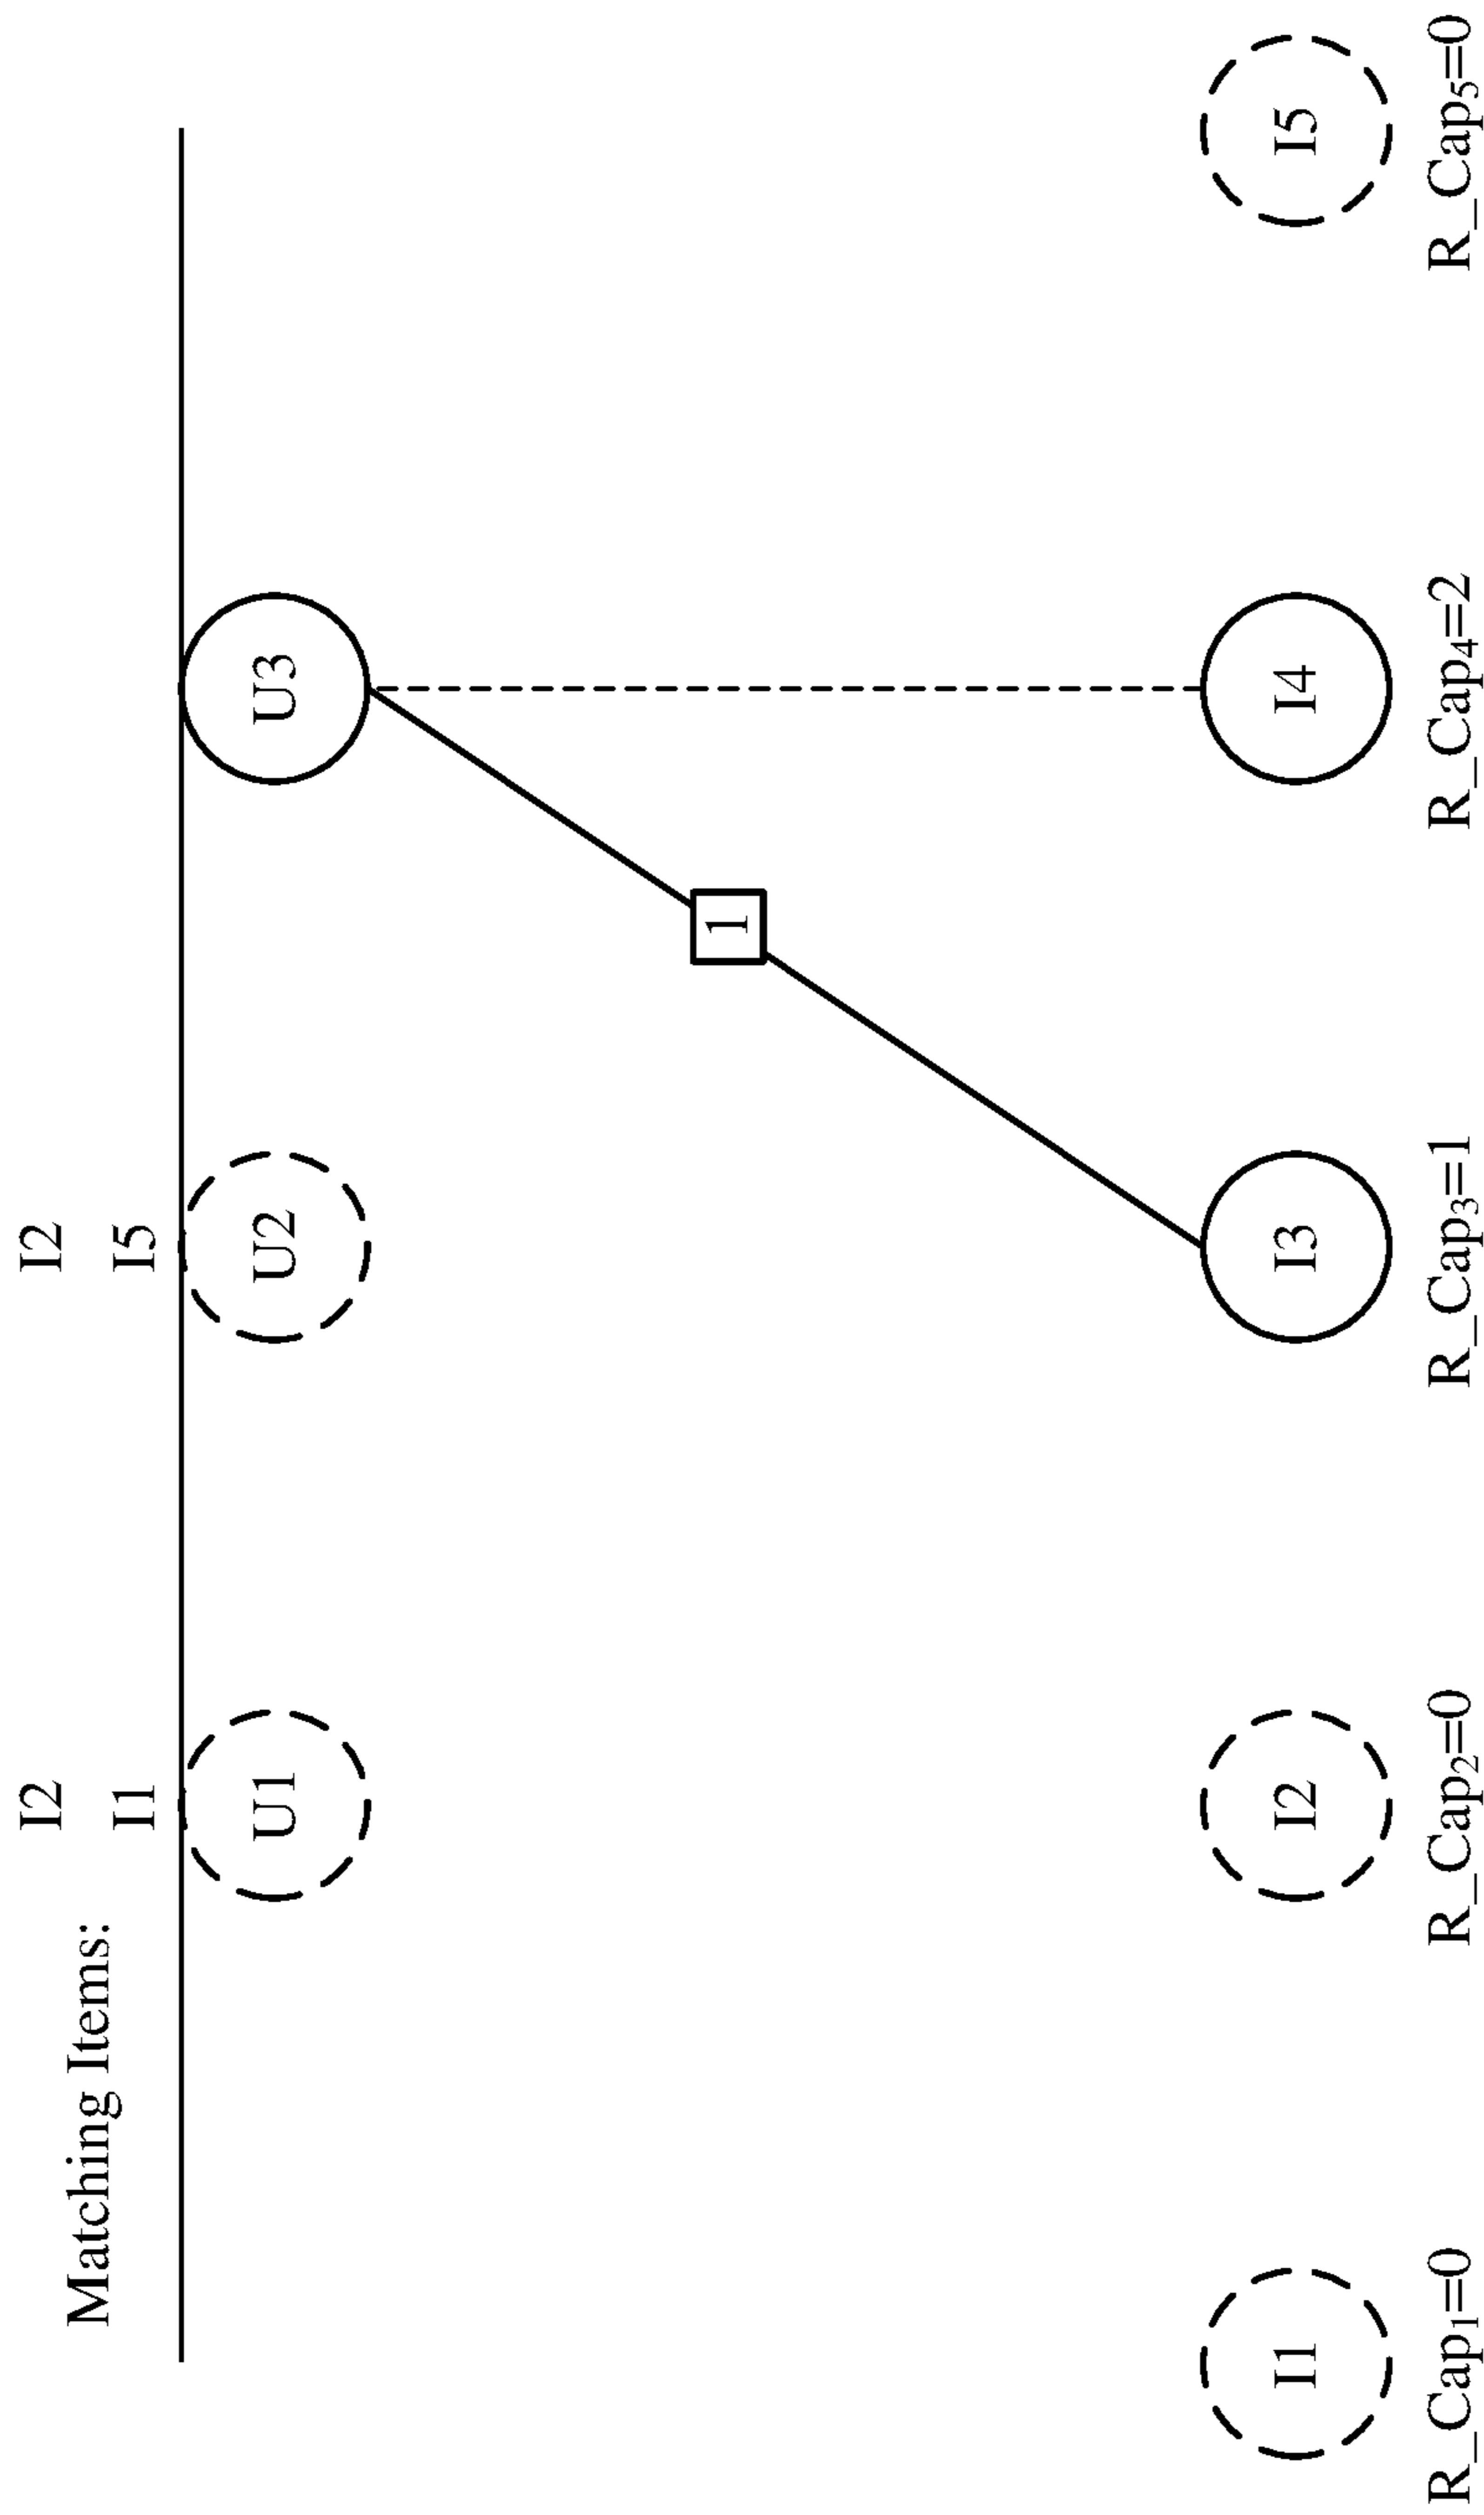 I2 I2
Matching Items:
I1 I5
U1 U2 U3
1
I1 I2 I3 I4 I5
R_Cap₁=0 R_Cap₂=0 R_Cap₃=1 R_Cap₄=2 R_Cap₅=0